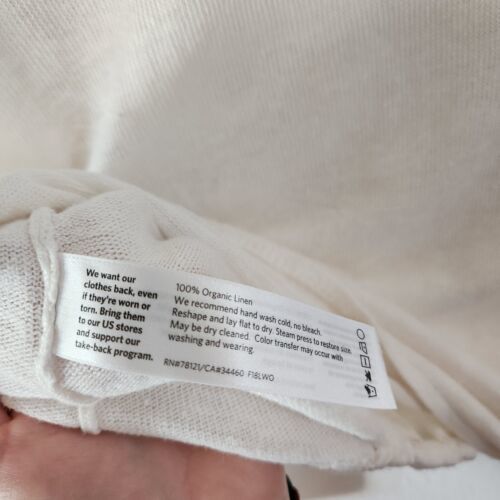 We want our
clothes back, even
if they're worn or
torn. Bring them
to our US stores
and support our
take-back program.
100% Organic Linen
We recommend hand wash cold, no bleach.
Reshape and lay flat to dry. Steam press to restore size.
May be dry cleaned. Color transfer may occur with
washing and wearing.
RN#78121/CA#34460 F18LWO